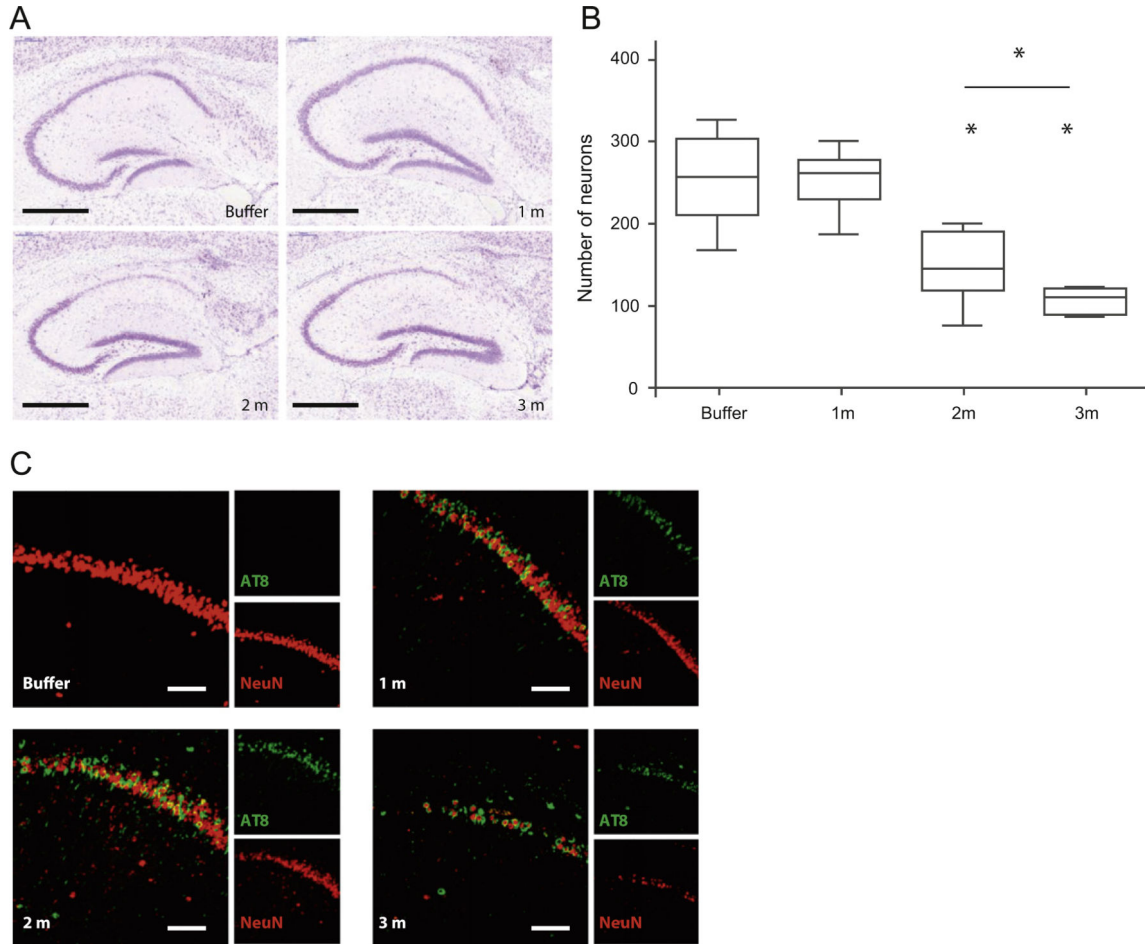 A
Buffer
1 m
2 m
3 m
B
Number of neurons
400
300
200
100
0
*
*
*
Buffer
1m
2m
3m
C
Buffer
AT8
NeuN
1 m
AT8
NeuN
2 m
AT8
NeuN
3 m
AT8
NeuN